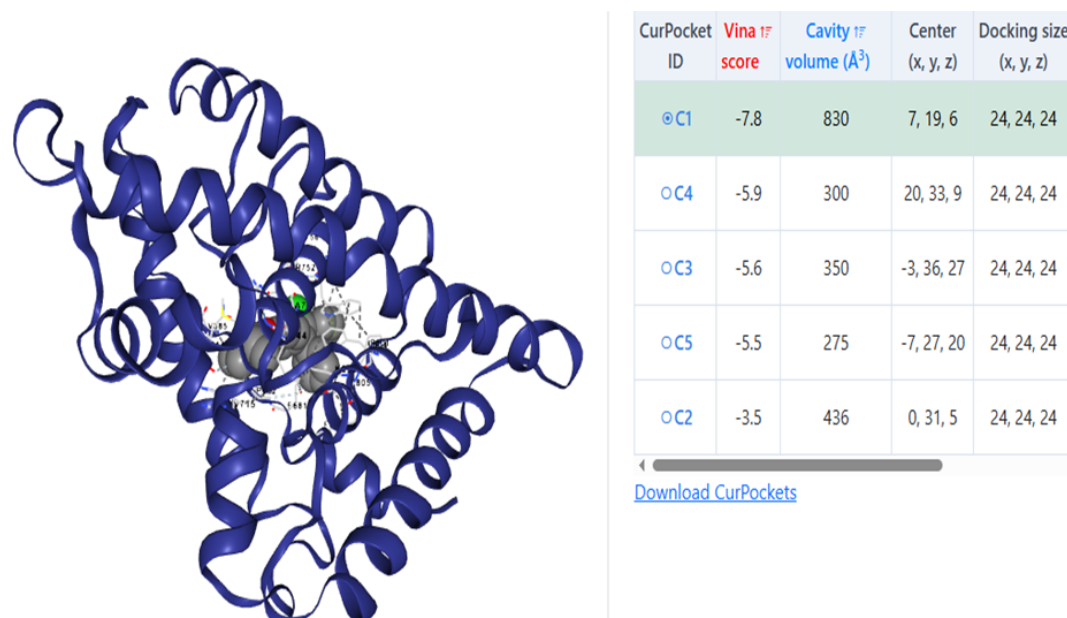 CurPocket ID Vina score Cavity volume (Å³) Center (x, y, z) Docking size (x, y, z)
C1 -7.8 830 7, 19, 6 24, 24, 24
C4 -5.9 300 20, 33, 9 24, 24, 24
C3 -5.6 350 -3, 36, 27 24, 24, 24
C5 -5.5 275 -7, 27, 20 24, 24, 24
C2 -3.5 436 0, 31, 5 24, 24, 24
Download CurPockets